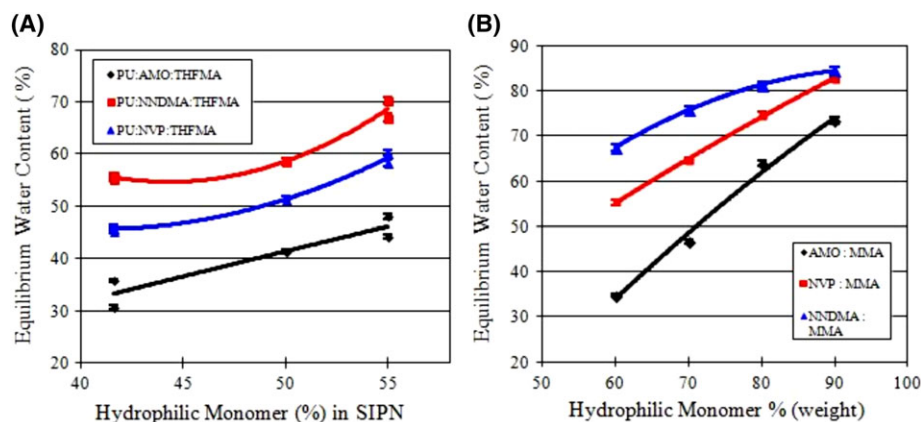 (A)
Equilibrium Water Content (%)
80
70
60
50
40
30
20
PU:AMO:THFMA
PU:NNDMA:THFMA
PU:NVP:THFMA
40
45
50
55
Hydrophilic Monomer (%) in SIPN
(B)
Equilibrium Water Content (%)
90
80
70
60
50
40
30
20
AMO : MMA
NVP : MMA
NNDMA :
MMA
50
60
70
80
90
100
Hydrophilic Monomer % (weight)